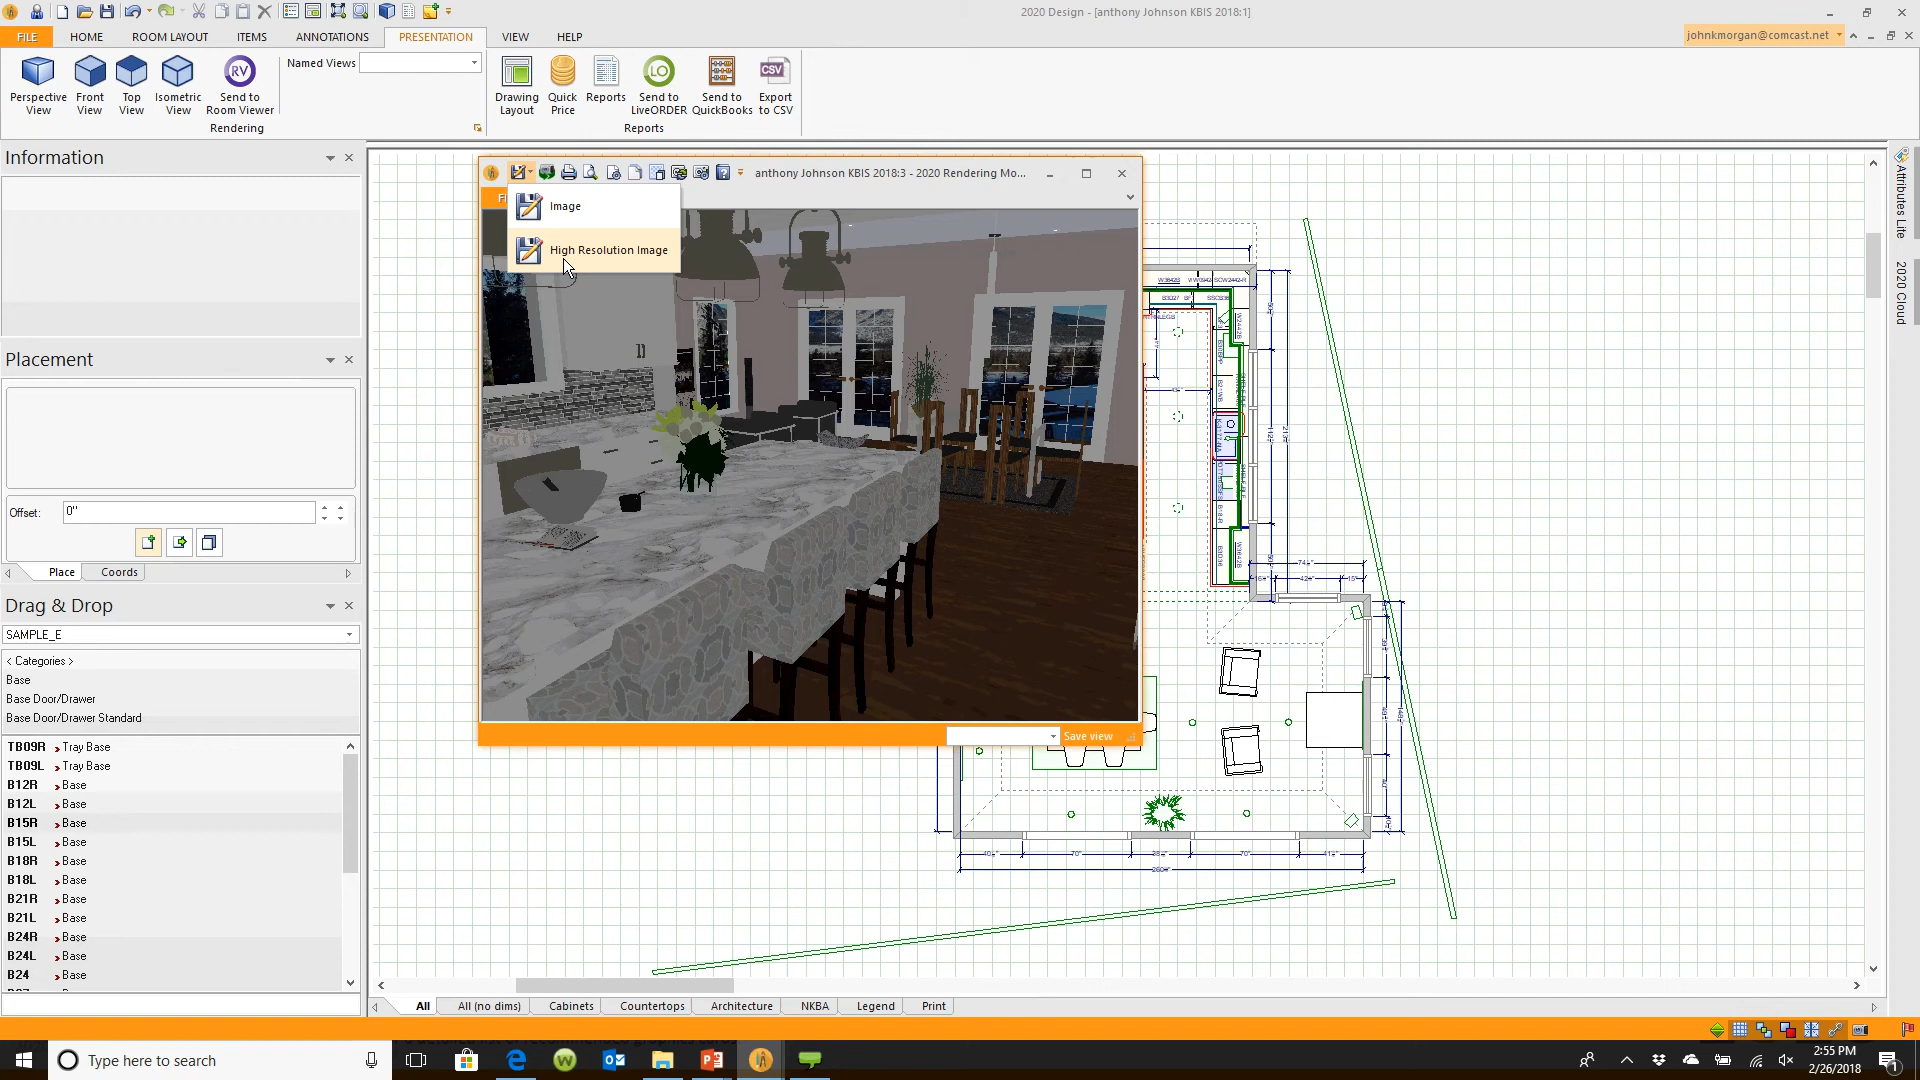 2020 Design - [anthony Johnson KBIS 2018:1]
FILE
HOME
ROOM LAYOUT
ITEMS
ANNOTATIONS
PRESENTATION
VIEW
HELP
johnkmorgan@comcast.net
Perspective View
Front View
Top View
Isometric View
RV
Send to Room Viewer
Named Views
Rendering
Drawing Layout
Quick Price
Reports
LO
Send to LiveORDER
Send to QuickBooks
CSV
Export to CSV
Reports
Information
Placement
Offset:
0"
Place
Coords
Drag & Drop
SAMPLE_E
< Categories >
Base
Base Door/Drawer
Base Door/Drawer Standard
TB09R Tray Base
TB09L Tray Base
B12R Base
B12L Base
B15R Base
B15L Base
B18R Base
B18L Base
B21R Base
B21L Base
B24R Base
B24L Base
B24 Base
anthony Johnson KBIS 2018:3 - 2020 Rendering Mo...
Image
High Resolution Image
Save view
Attributes Lite
2020 Cloud
All
All (no dims)
Cabinets
Countertops
Architecture
NKBA
Legend
Print
Type here to search
2:55 PM
2/26/2018